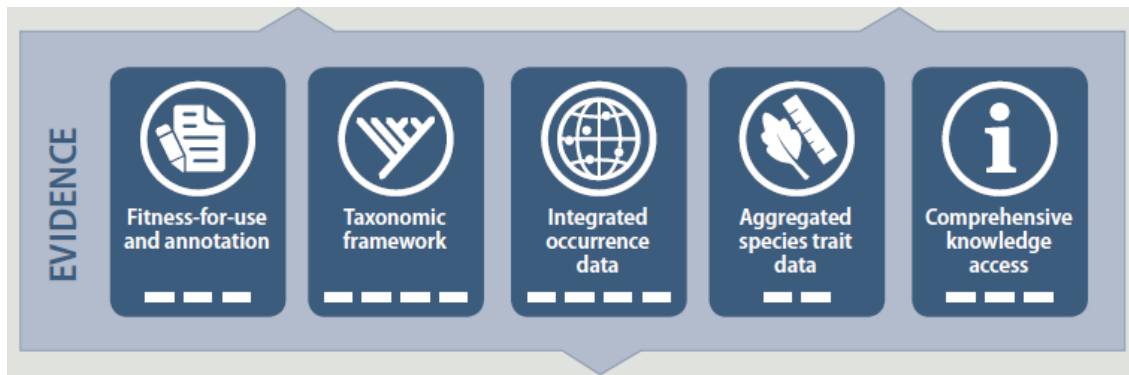 EVIDENCE
Fitness-for-use
and annotation
Taxonomic
framework
Integrated
occurrence
data
Aggregated
species trait
data
Comprehensive
knowledge
access